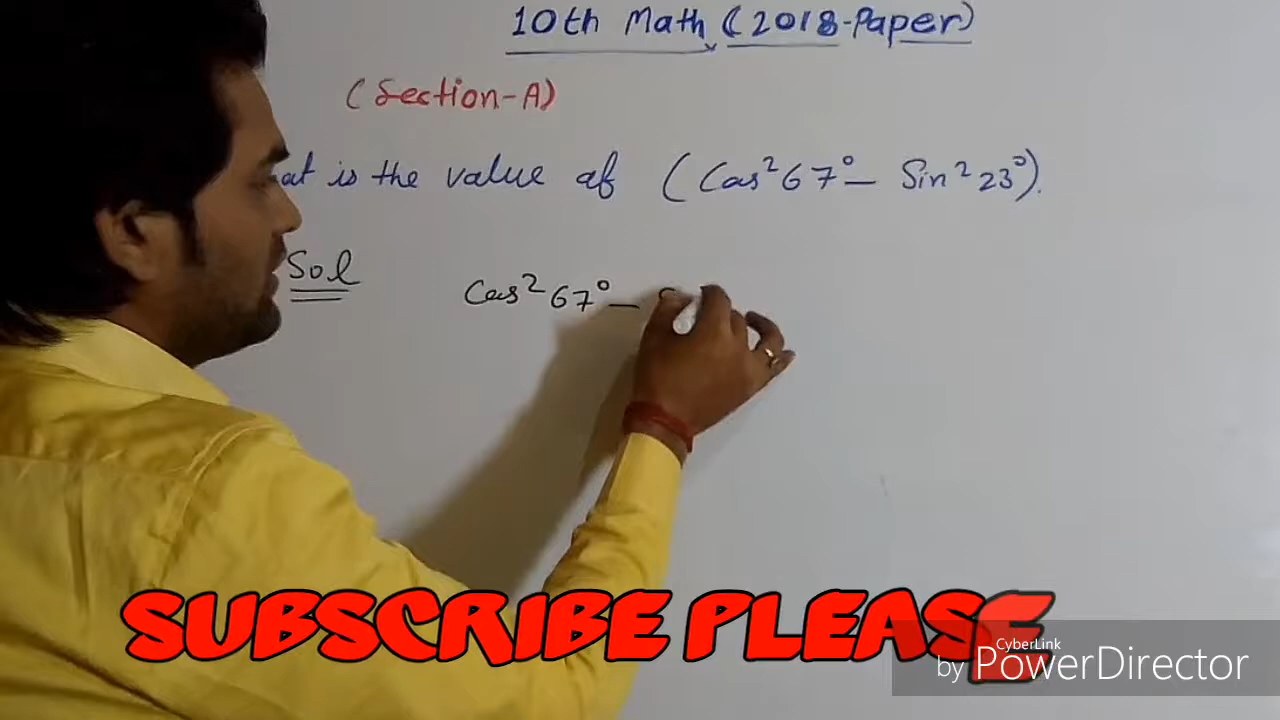 10th Math (2018-Paper)
(Section-A)
at is the value of (Cos²67°- Sin²23°).
Sol
Cos²67° -
SUBSCRIBE PLEASE
CyberLink
by PowerDirector